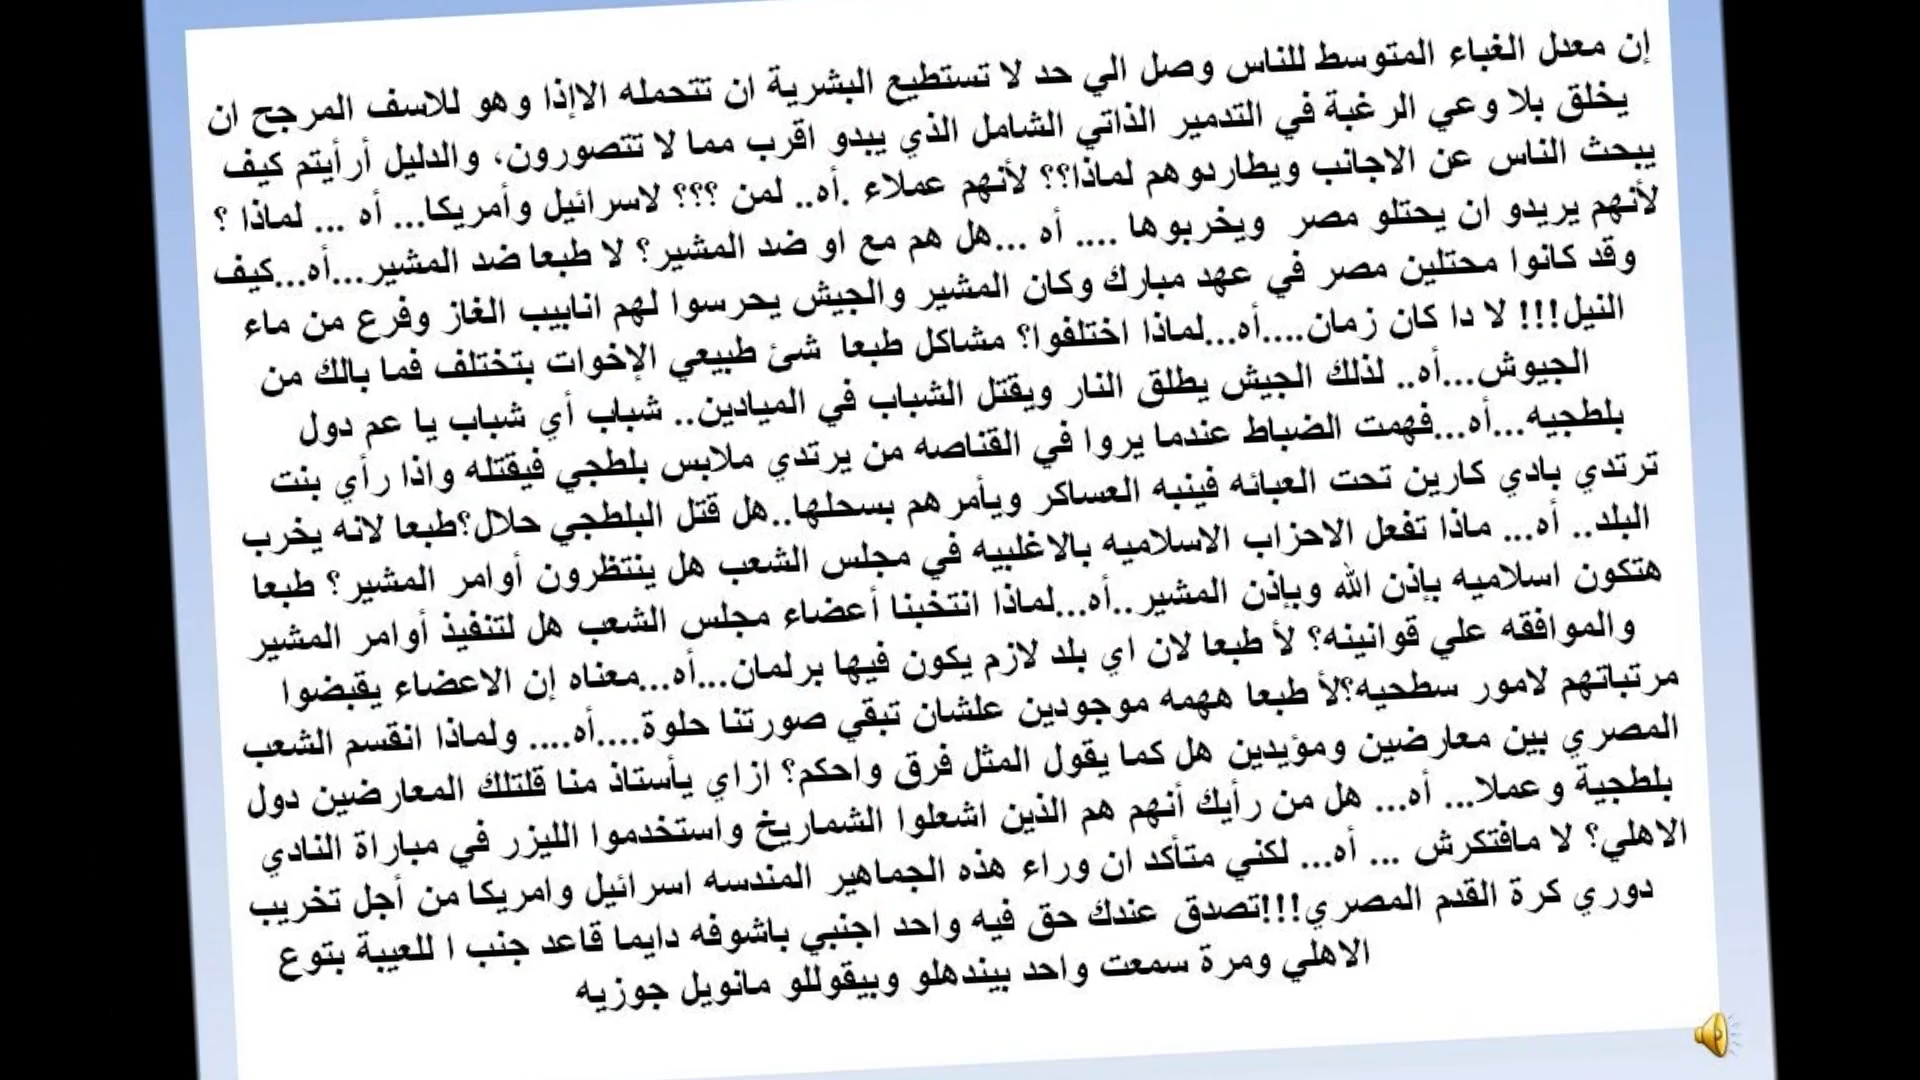 إن معدل الغباء المتوسط للناس وصل الي حد لا تستطيع البشرية ان تتحمله الاإذا وهو للاسف المرجح ان
يخلق بلا وعي الرغبة في التدمير الذاتي الشامل الذي يبدو اقرب مما لا تتصورون، والدليل أرأيتم كيف
يبحث الناس عن الاجانب ويطاردوهم لماذا؟؟ لأنهم عملاء .أه.. لمن ؟؟؟ لاسرائيل وأمريكا... أه ... لماذا ؟
لأنهم يريدو ان يحتلو مصر ويخربوها .... أه ...هل هم مع او ضد المشير؟ لا طبعا ضد المشير...أه...كيف
وقد كانوا محتلين مصر في عهد مبارك وكان المشير والجيش يحرسوا لهم انابيب الغاز وفرع من ماء
النيل!!! لا دا كان زمان....أه...لماذا اختلفوا؟ مشاكل طبعا شئ طبيعي الإخوات بتختلف فما بالك من
الجيوش...أه.. لذلك الجيش يطلق النار ويقتل الشباب في الميادين.. شباب أي شباب يا عم دول
بلطجيه...أه...فهمت الضباط عندما يروا في القناصه من يرتدي ملابس بلطجي فيقتله واذا رأي بنت
ترتدي بادي كارين تحت العبائه فينبه العساكر ويأمرهم بسحلها..هل قتل البلطجي حلال؟طبعا لانه يخرب
البلد.. أه... ماذا تفعل الاحزاب الاسلاميه بالاغلبيه في مجلس الشعب هل ينتظرون أوامر المشير؟ طبعا
هتكون اسلاميه بإذن الله وبإذن المشير..أه...لماذا انتخبنا أعضاء مجلس الشعب هل لتنفيذ أوامر المشير
والموافقه علي قوانينه؟ لأ طبعا لان اي بلد لازم يكون فيها برلمان...أه...معناه إن الاعضاء يقبضوا
مرتباتهم لامور سطحيه؟لأ طبعا ههمه موجودين علشان تبقي صورتنا حلوة....أه.... ولماذا انقسم الشعب
المصري بين معارضين ومؤيدين هل كما يقول المثل فرق واحكم؟ ازاي يأستاذ منا قلتلك المعارضين دول
بلطجية وعملا... أه... هل من رأيك أنهم هم الذين اشعلوا الشماريخ واستخدموا الليزر في مباراة النادي
الاهلي؟ لا مافتكرش ... أه... لكني متأكد ان وراء هذه الجماهير المندسه اسرائيل وامريكا من أجل تخريب
دوري كرة القدم المصري!!!تصدق عندك حق فيه واحد اجنبي باشوفه دايما قاعد جنب ا للعيبة بتوع
الاهلي ومرة سمعت واحد بيندهلو وبيقوللو مانويل جوزيه